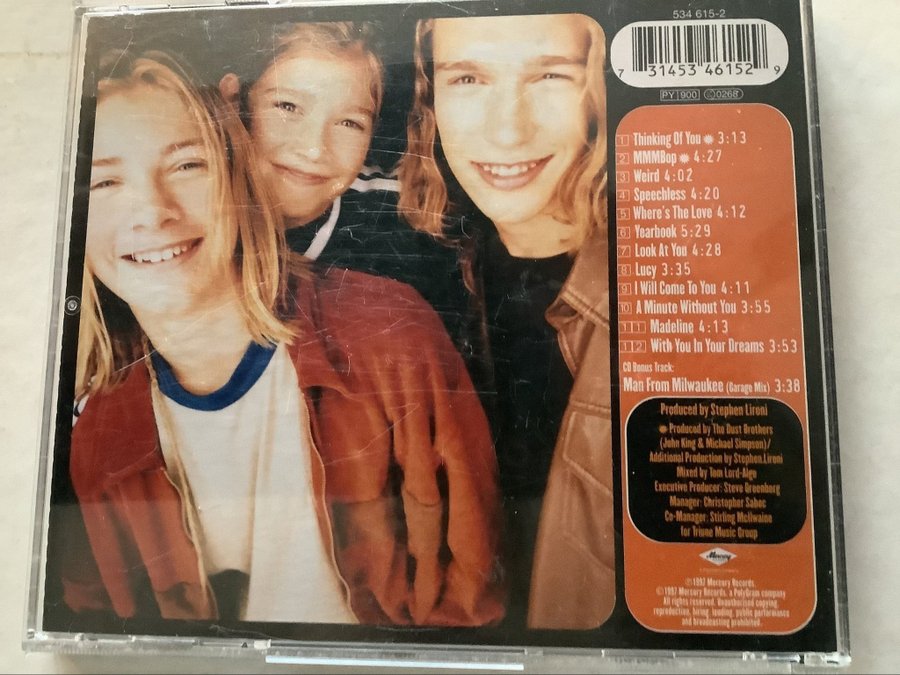 534 615-2
7 31453 46152 9
PY 900 0268
1 Thinking Of You ✹ 3:13
2 MMMBop ✹ 4:27
3 Weird 4:02
4 Speechless 4:20
5 Where's The Love 4:12
6 Yearbook 5:29
7 Look At You 4:28
8 Lucy 3:35
9 I Will Come To You 4:11
10 A Minute Without You 3:55
11 Madeline 4:13
12 With You In Your Dreams 3:53
CD Bonus Track:
Man From Milwaukee (Garage Mix) 3:38
Produced by Stephen Lironi
✹ Produced by The Dust Brothers
(John King & Michael Simpson)/
Additional Production by Stephen Lironi
Mixed by Tom Lord-Alge
Executive Producer: Steve Greenberg
Manager: Christopher Sabec
Co-Manager: Stirling McIlwaine
for Triune Music Group
Mercury
℗ 1997 Mercury Records.
© 1997 Mercury Records, a PolyGram company
All rights reserved. Unauthorised copying,
reproduction, hiring, lending, public performance
and broadcasting prohibited.